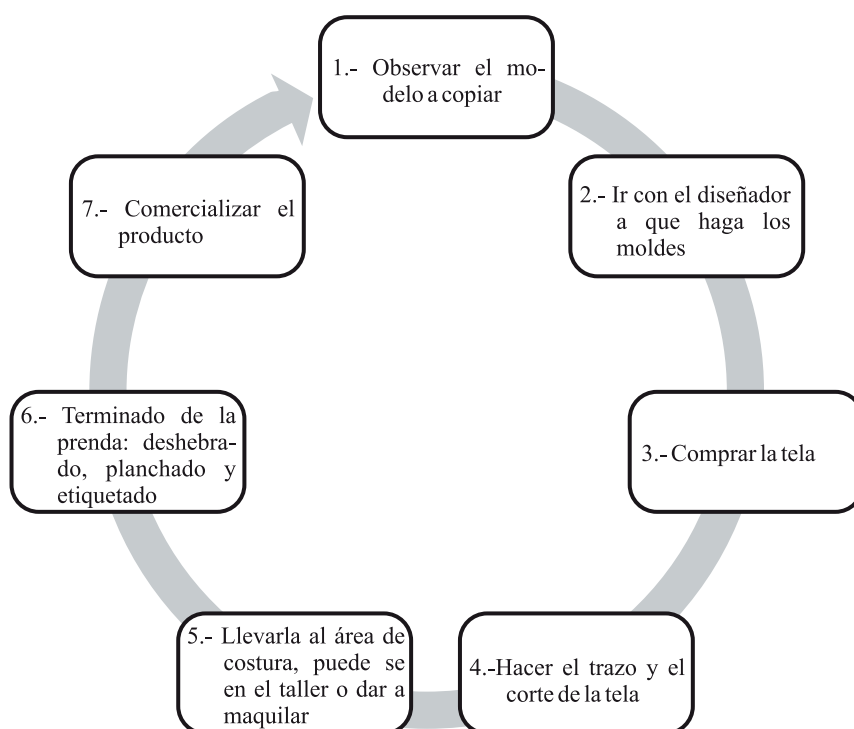 1.- Observar el mo-
delo a copiar
2.- Ir con el diseñador
a que haga los
moldes
3.- Comprar la tela
4.-Hacer el trazo y el
corte de la tela
5.- Llevarla al área de
costura, puede se
en el taller o dar a
maquilar
6.- Terminado de la
prenda: deshebra-
do, planchado y
etiquetado
7.- Comercializar el
producto